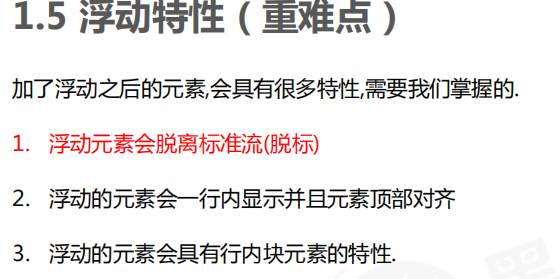 1.5 浮动特性（重难点）
加了浮动之后的元素,会具有很多特性,需要我们掌握的.
1. 浮动元素会脱离标准流(脱标)
2. 浮动的元素会一行内显示并且元素顶部对齐
3. 浮动的元素会具有行内块元素的特性.